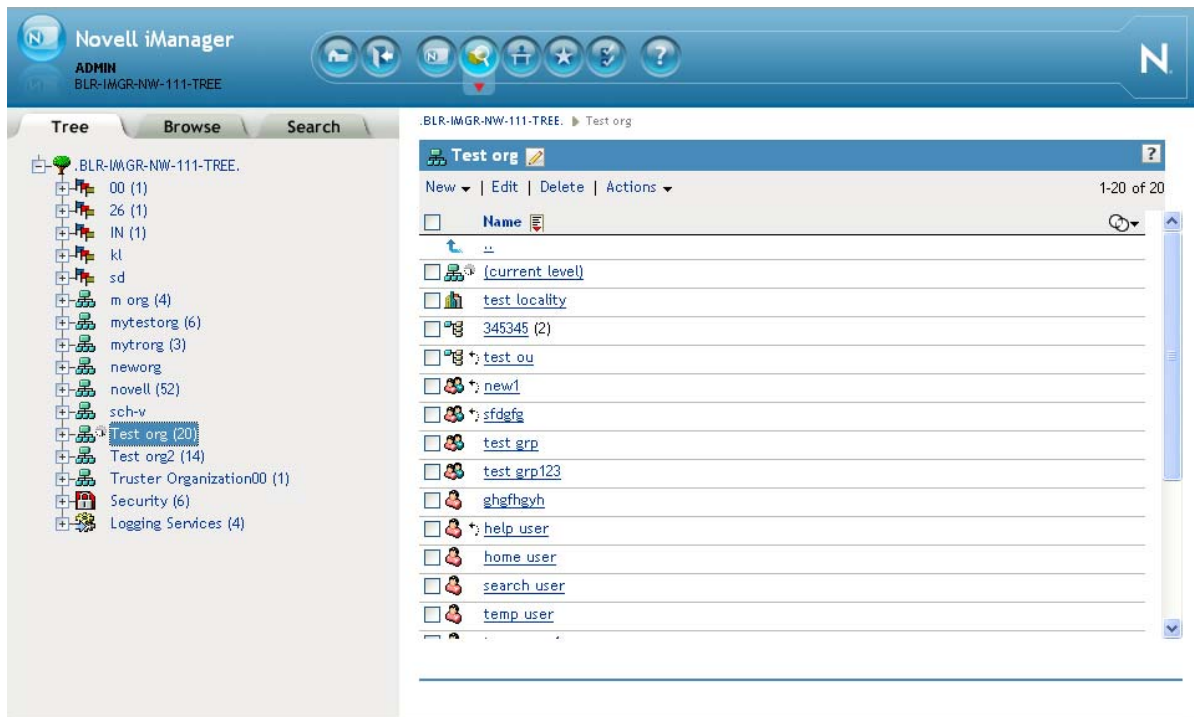 Novell iManager
ADMIN
BLR-IMGR-NW-111-TREE
N
N
N
?
Tree
Browse
Search
.BLR-IMGR-NW-111-TREE.
00 (1)
26 (1)
IN (1)
kl
sd
m org (4)
mytestorg (6)
mytrorg (3)
neworg
novell (52)
sch-v
Test org (20)
Test org2 (14)
Truster Organization00 (1)
Security (6)
Logging Services (4)
.BLR-IMGR-NW-111-TREE. Test org
Test org ?
New | Edit | Delete | Actions 1-20 of 20
Name
..
(current level)
test locality
345345 (2)
test ou
new1
sfdgfg
test grp
test grp123
ghgfhgyh
help user
home user
search user
temp user